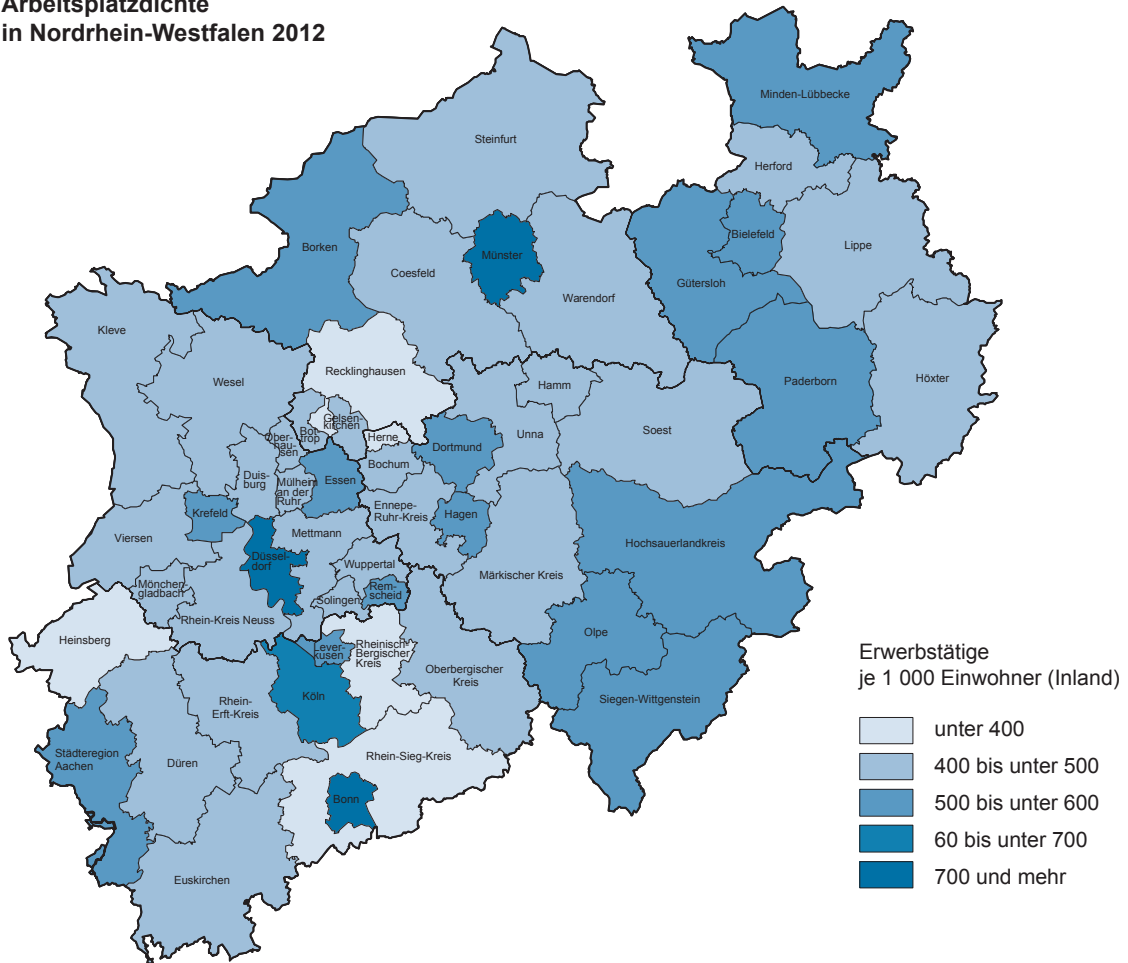 Arbeitsplatzdichte
in Nordrhein-Westfalen 2012
Minden-Lübbecke
Steinfurt
Herford
Bielefeld
Lippe
Borken
Münster
Coesfeld
Gütersloh
Warendorf
Kleve
Recklinghausen
Wesel
Hamm
Paderborn
Höxter
Gelsen-
kirchen
Bot-
trop
Ober-
hau-
sen
Herne
Unna
Soest
Dortmund
Bochum
Duis-
burg
Mülheim
an der
Ruhr
Essen
Krefeld
Ennepe-
Ruhr-Kreis
Hagen
Viersen
Mettmann
Hochsauerlandkreis
Düssel-
dorf
Wuppertal
Märkischer Kreis
Mönchen-
gladbach
Solingen
Rem-
scheid
Rhein-Kreis Neuss
Heinsberg
Olpe
Lever-
kusen
Rheinisch-
Bergischer
Kreis
Oberbergischer
Kreis
Köln
Rhein-
Erft-Kreis
Siegen-Wittgenstein
Städteregion
Aachen
Düren
Rhein-Sieg-Kreis
Bonn
Euskirchen
Erwerbstätige
je 1 000 Einwohner (Inland)
unter 400
400 bis unter 500
500 bis unter 600
60 bis unter 700
700 und mehr